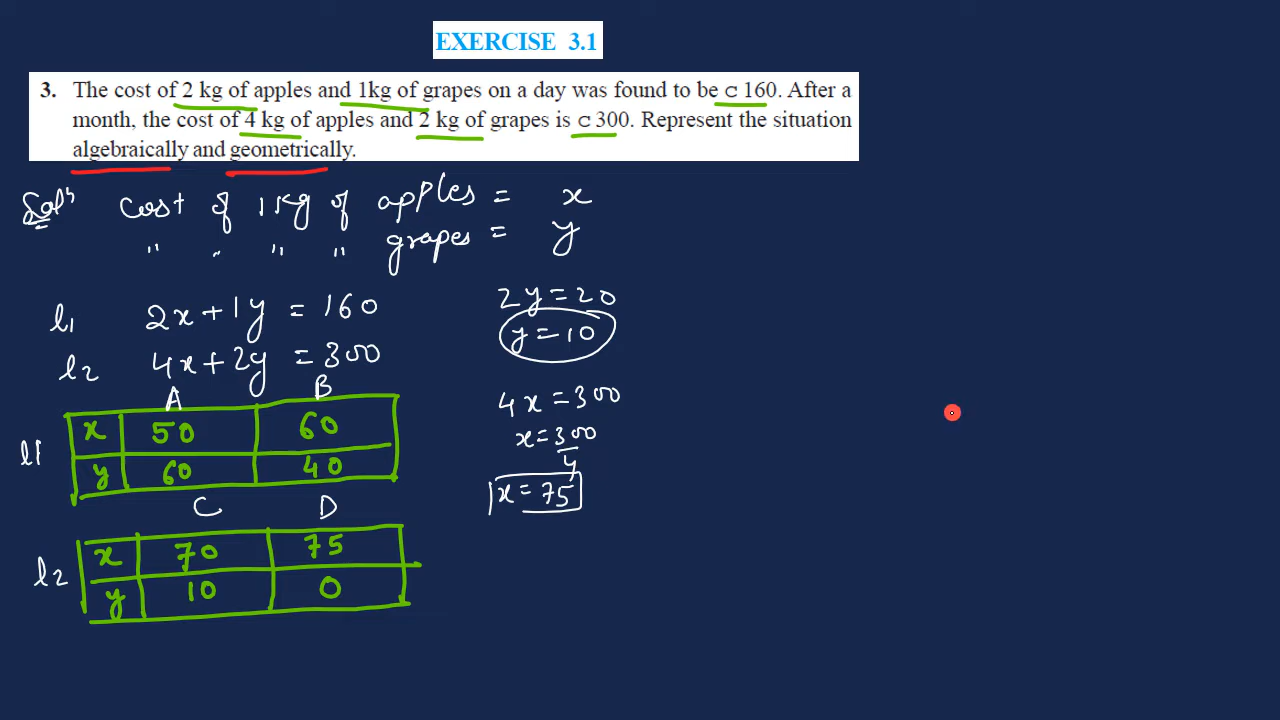 EXERCISE 3.1
3. The cost of 2 kg of apples and 1kg of grapes on a day was found to be ⊂ 160. After a
month, the cost of 4 kg of apples and 2 kg of grapes is ⊂ 300. Represent the situation
algebraically and geometrically.
Solⁿ cost of 1 kg of apples = x
" " " " grapes = y
l1 2x + 1y = 160
l2 4x + 2y = 300
A B
l1 x 50 60
y 60 40
C D
l2 x 70 75
y 10 0
2y = 20
y = 10
4x = 300
x = 300
4
x = 75